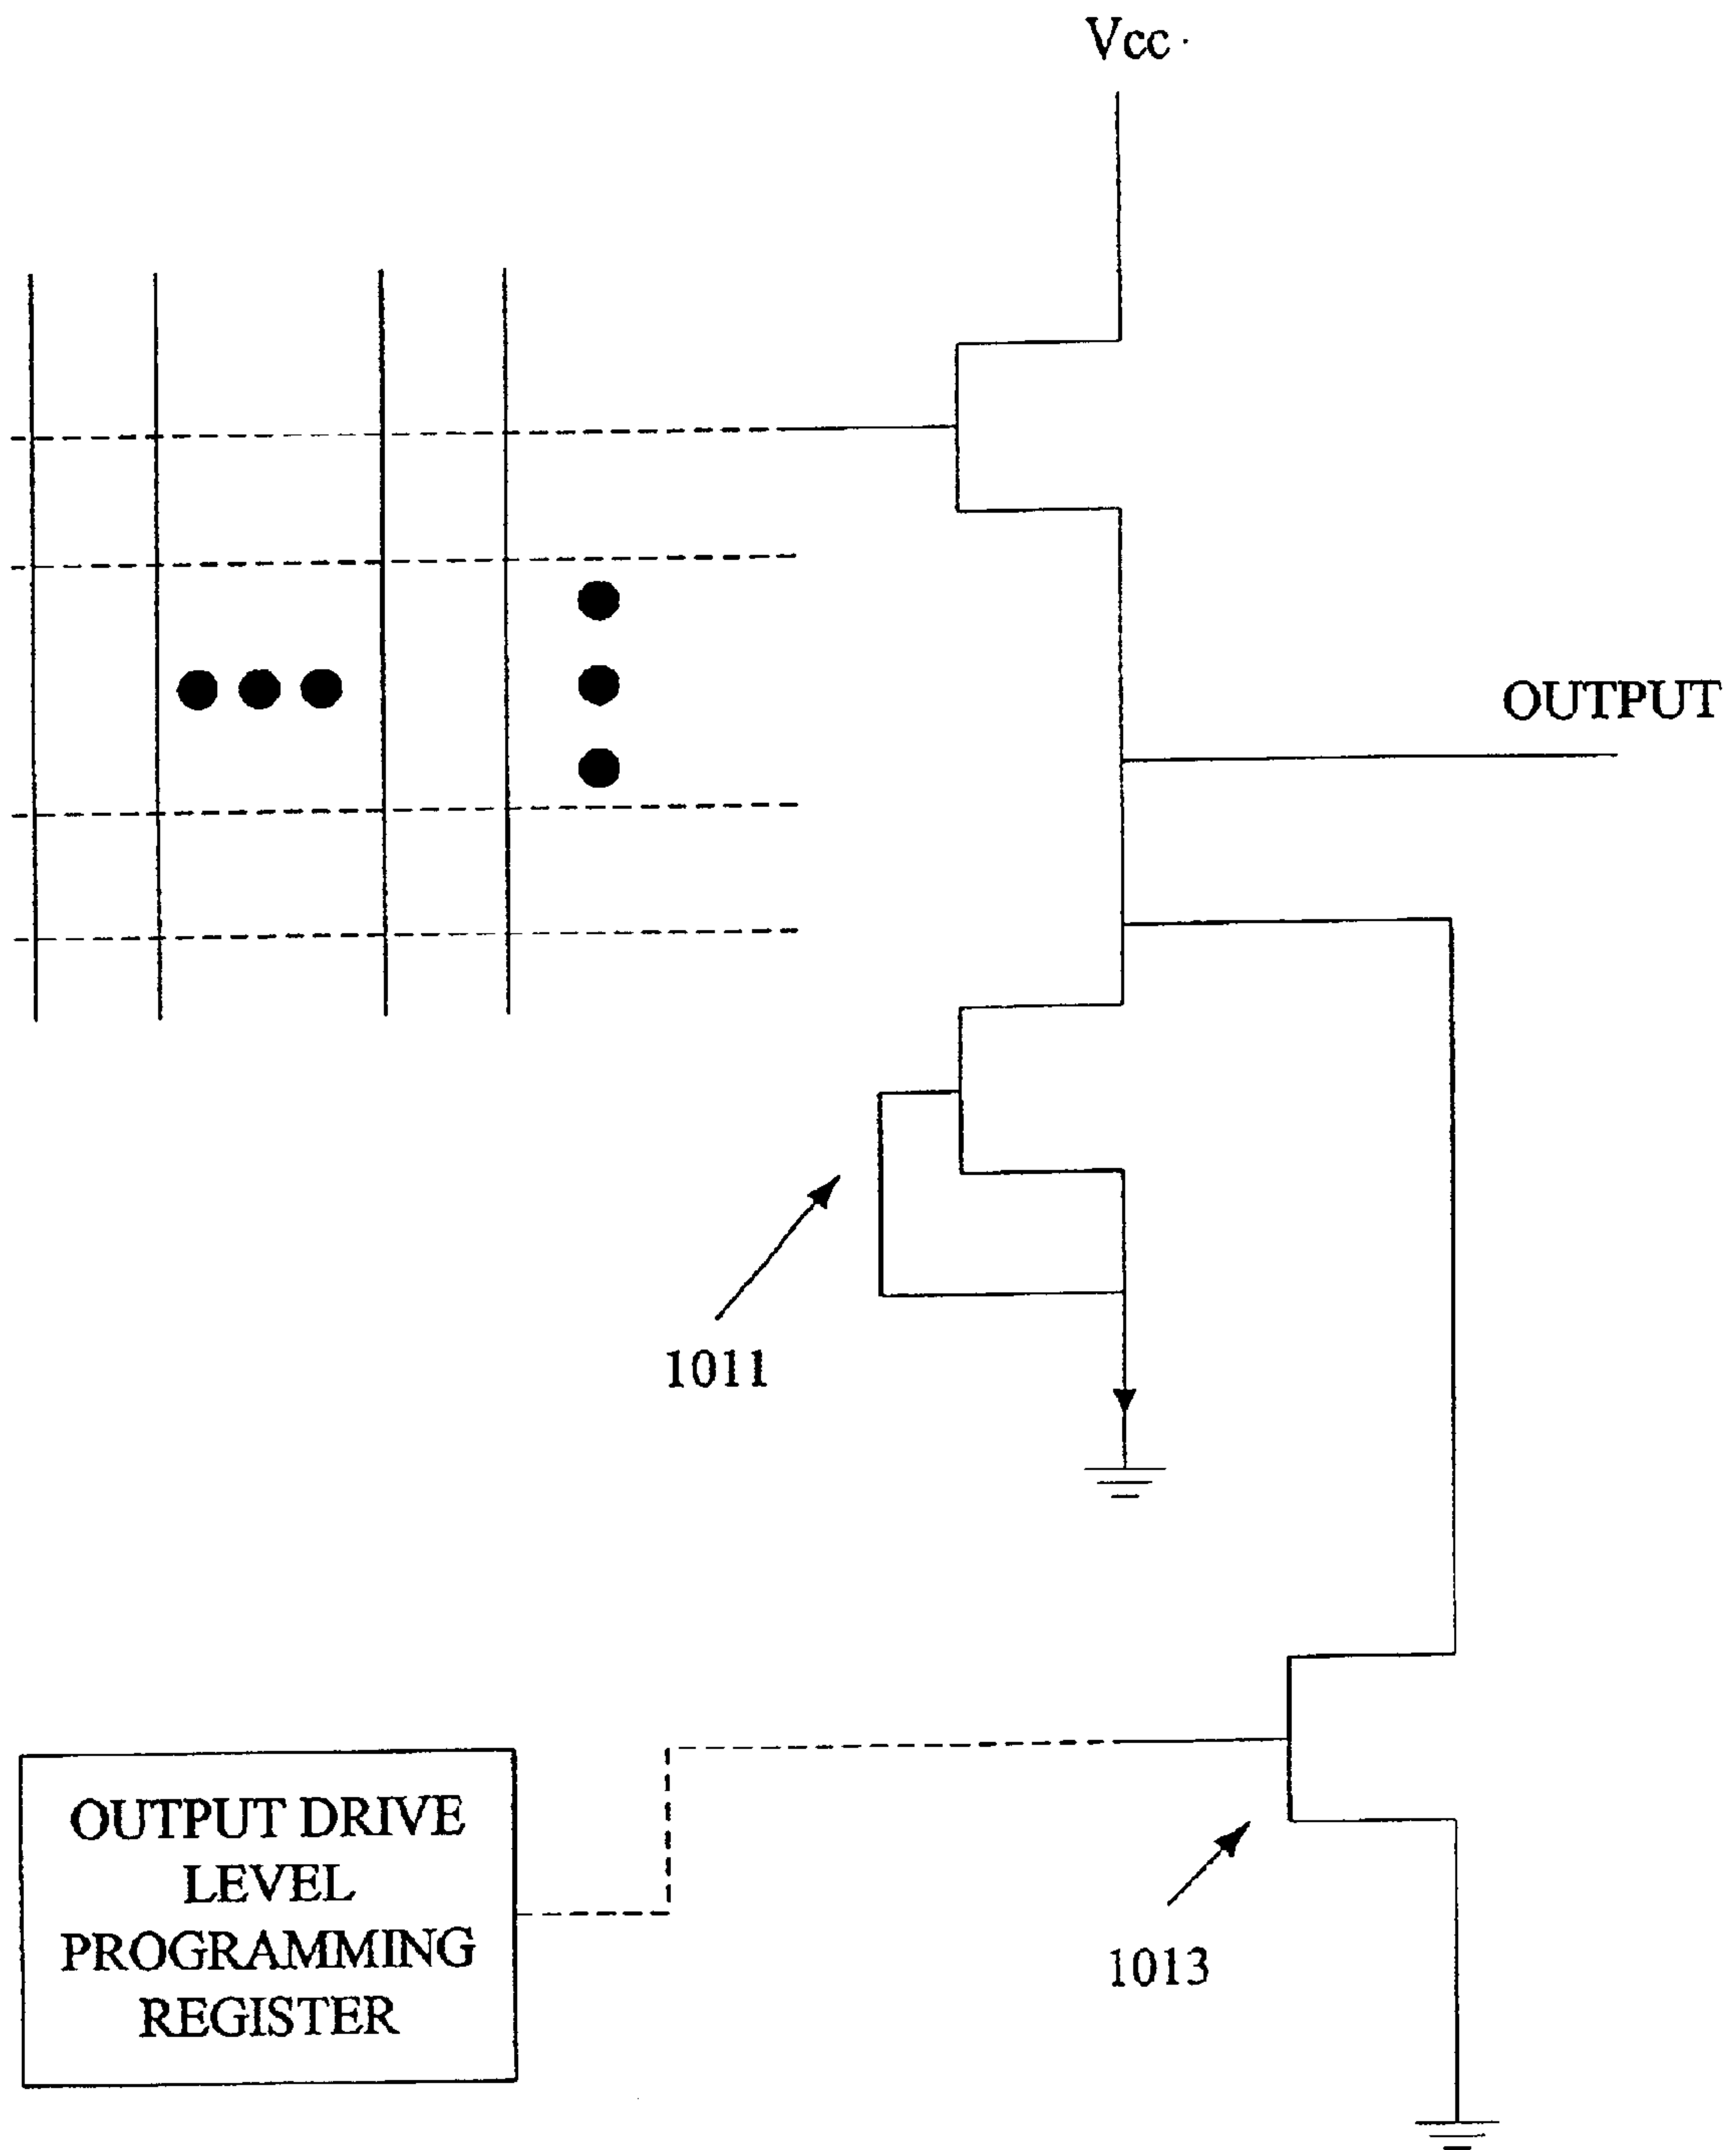 Vcc
OUTPUT
1011
OUTPUT DRIVE
LEVEL
PROGRAMMING
REGISTER
1013